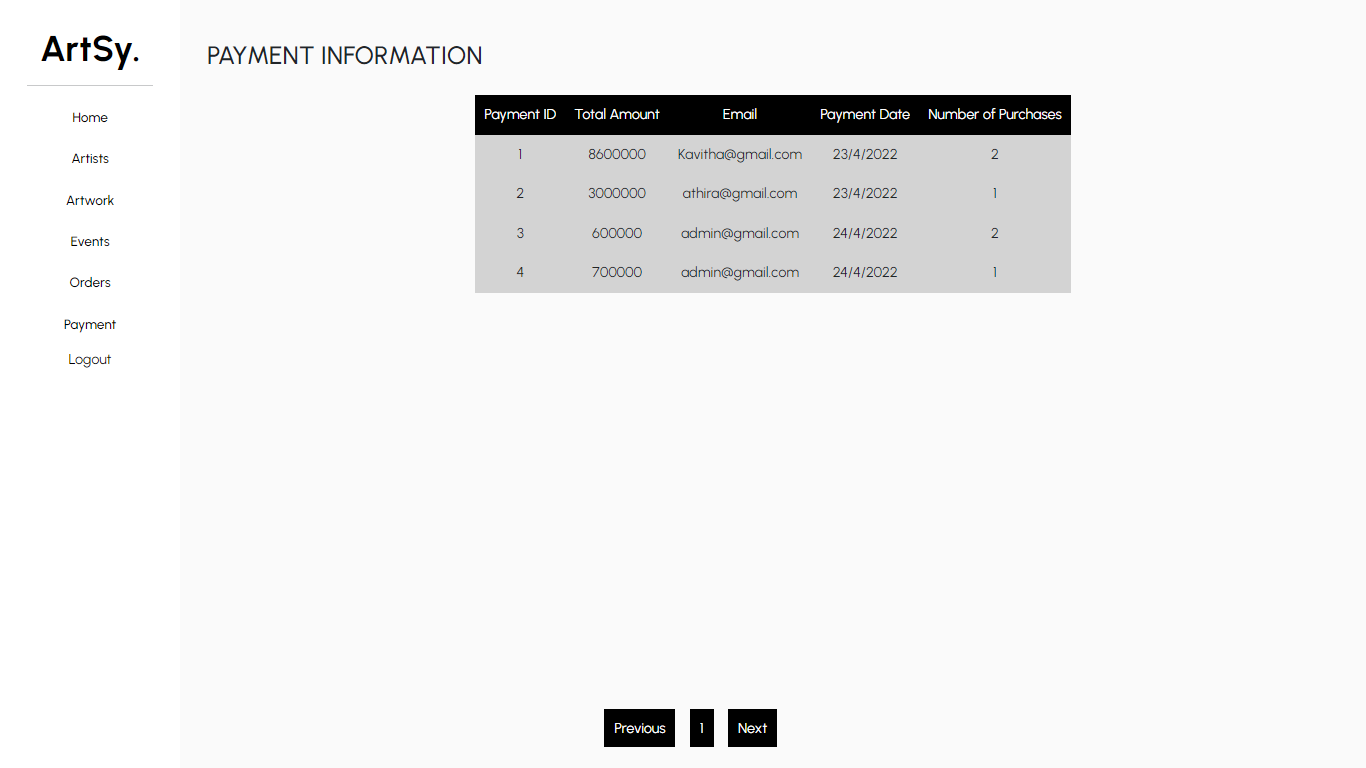 ArtSy.
Home
Artists
Artwork
Events
Orders
Payment
Logout
PAYMENT INFORMATION
Payment ID Total Amount Email Payment Date Number of Purchases
1 8600000 Kavitha@gmail.com 23/4/2022 2
2 3000000 athira@gmail.com 23/4/2022 1
3 600000 admin@gmail.com 24/4/2022 2
4 700000 admin@gmail.com 24/4/2022 1
Previous 1 Next